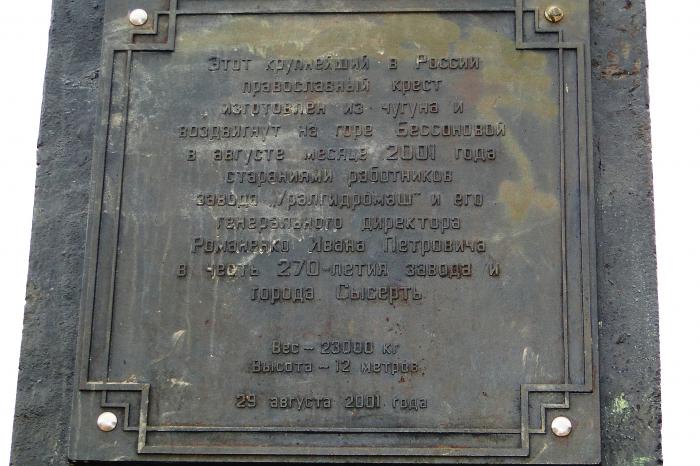 Этот крупнейший в России
православный крест
изготовлен из чугуна и
воздвигнут на горе Бессоновой
в августе месяце 2001 года
стараниями работников
завода „Уралгидромаш" и его
генерального директора
Романенко Ивана Петровича
в честь 270-летия завода и
города Сысерть
Вес - 23000 кг
Высота - 12 метров
29 августа 2001 года